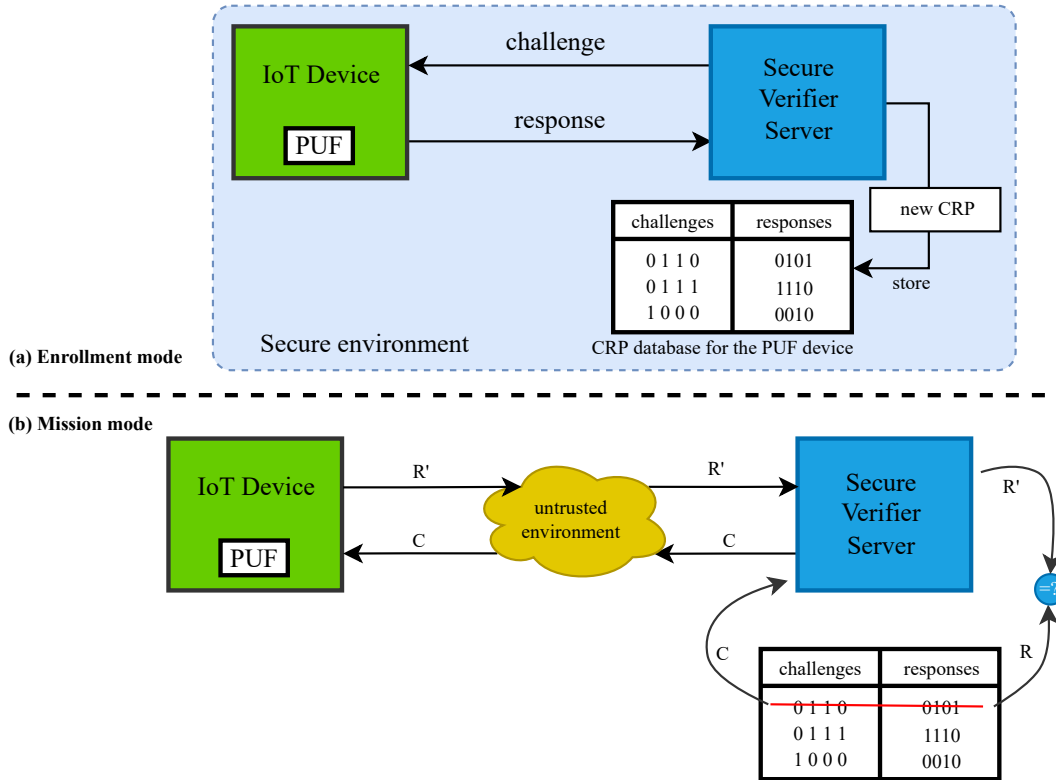 challenge
IoT Device
Secure
Verifier
Server
response
PUF
new CRP
challenges responses
0 1 1 0 0101
0 1 1 1 1110
1 0 0 0 0010
store
Secure environment
CRP database for the PUF device
(a) Enrollment mode
(b) Mission mode
IoT Device
PUF
R'
C
untrusted
environment
R'
C
Secure
Verifier
Server
R'
=?
C
R
challenges responses
0 1 1 0 0101
0 1 1 1 1110
1 0 0 0 0010